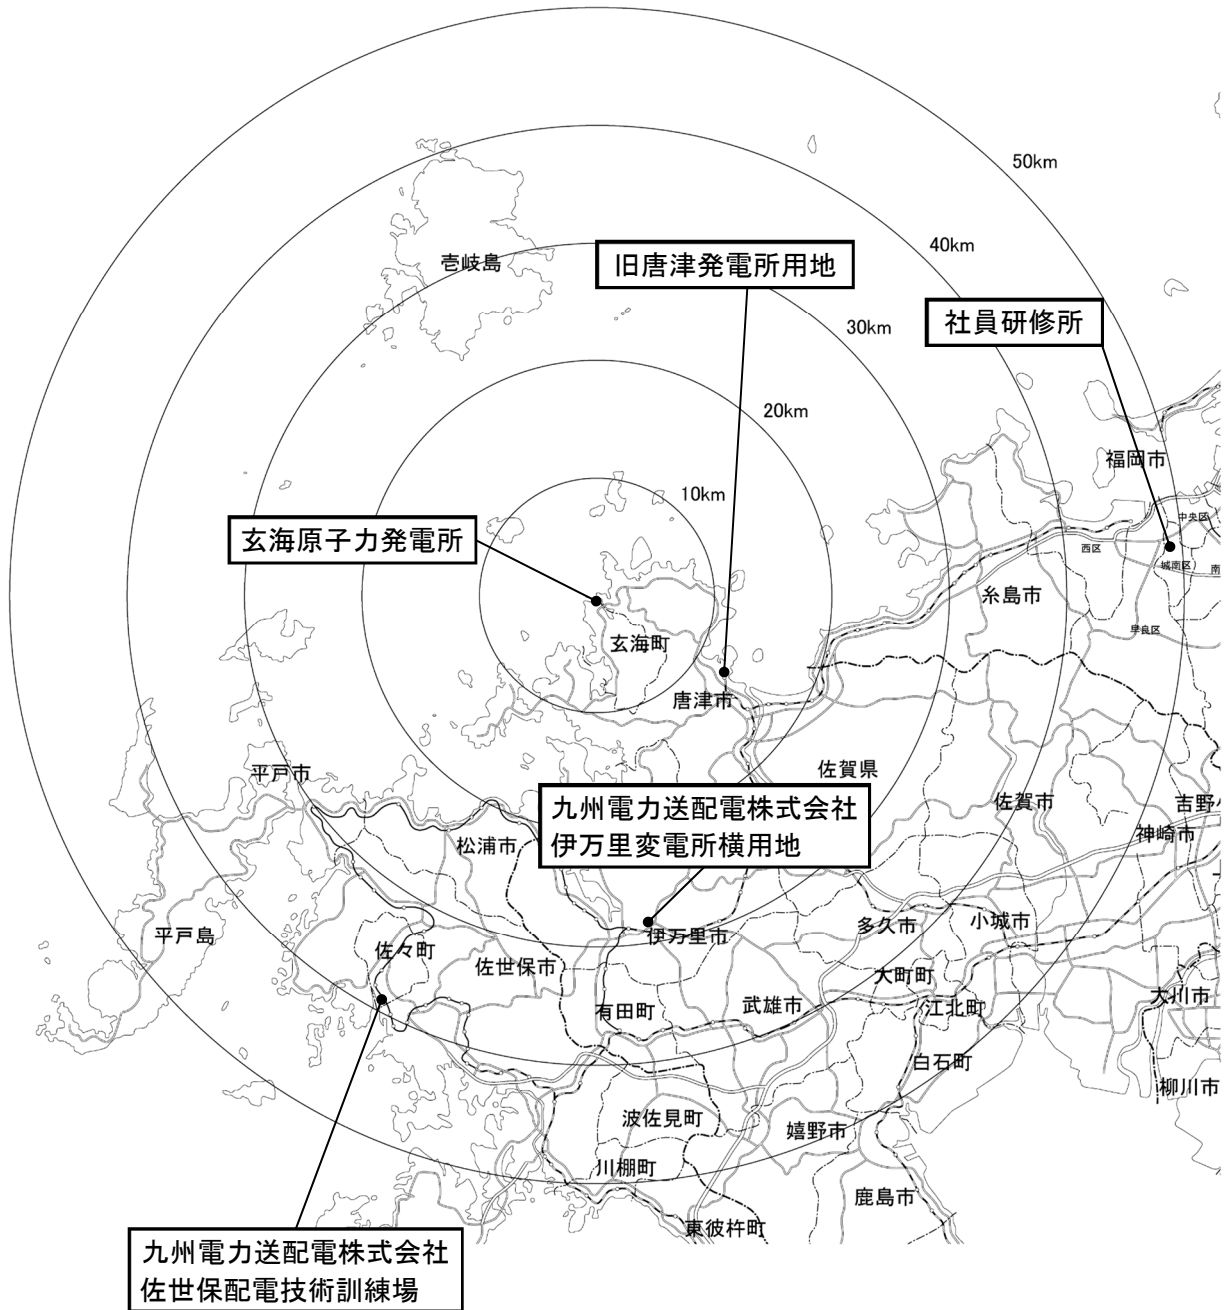 50km
40km
壱岐島
旧唐津発電所用地
30km
社員研修所
20km
福岡市
10km
中央区
玄海原子力発電所
西区
城南区
南
糸島市
早良区
玄海町
唐津市
佐賀県
平戸市
九州電力送配電株式会社
伊万里変電所横用地
佐賀市
吉野
神崎市
松浦市
多久市
小城市
平戸島
伊万里市
佐々町
佐世保市
大町町
大川市
有田町
武雄市
江北町
白石町
柳川市
波佐見町
嬉野市
川棚町
鹿島市
東彼杵町
九州電力送配電株式会社
佐世保配電技術訓練場